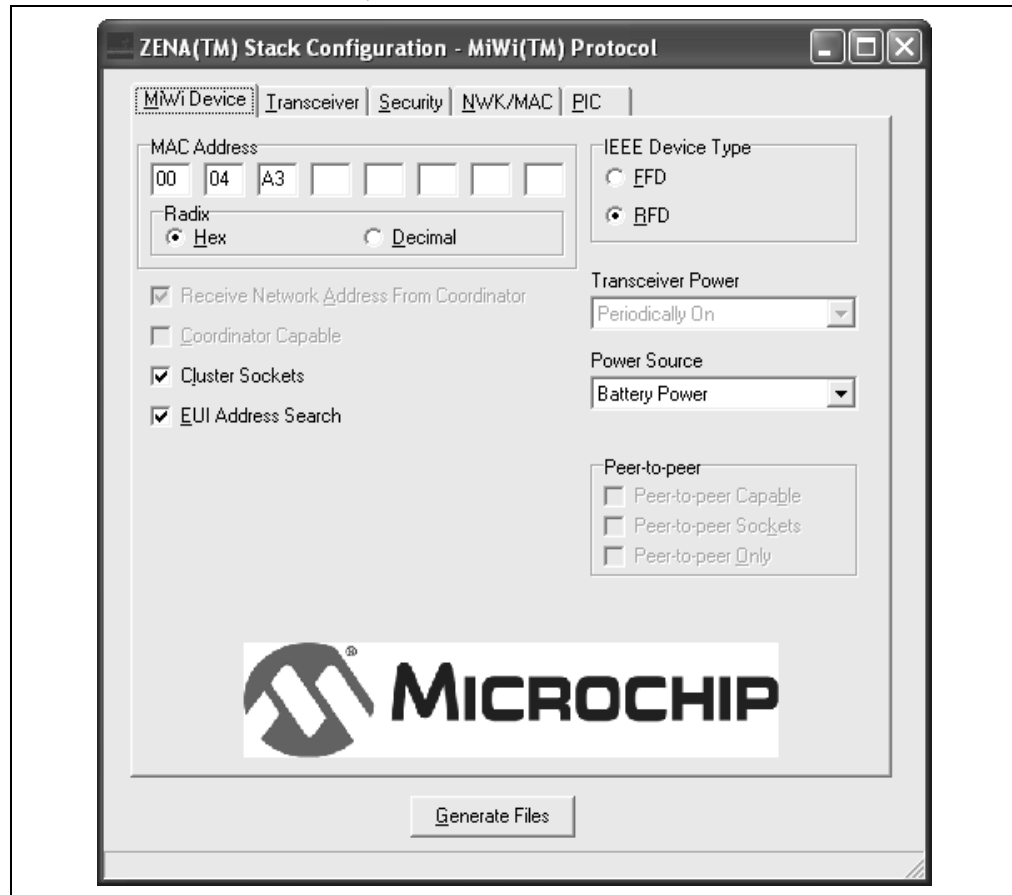 ZENA(TM) Stack Configuration - MiWi(TM) Protocol
MiWi Device Transceiver Security NWK/MAC PIC
MAC Address
00 04 A3
Radix
Hex Decimal
Receive Network Address From Coordinator
Coordinator Capable
Cluster Sockets
EUI Address Search
IEEE Device Type
FFD
RFD
Transceiver Power
Periodically On
Power Source
Battery Power
Peer-to-peer
Peer-to-peer Capable
Peer-to-peer Sockets
Peer-to-peer Only
MICROCHIP
®
Generate Files